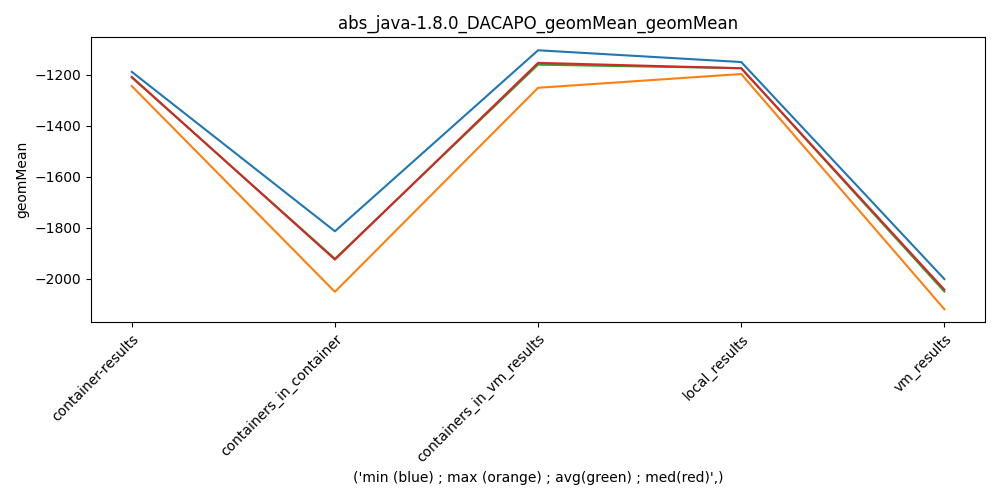 abs_java-1.8.0_DACAPO_geomMean_geomMean
−1200
−1400
−1600
−1800
−2000
geomMean
container-results
containers_in_container
containers_in_vm_results
local_results
vm_results
('min (blue) ; max (orange) ; avg(green) ; med(red)',)